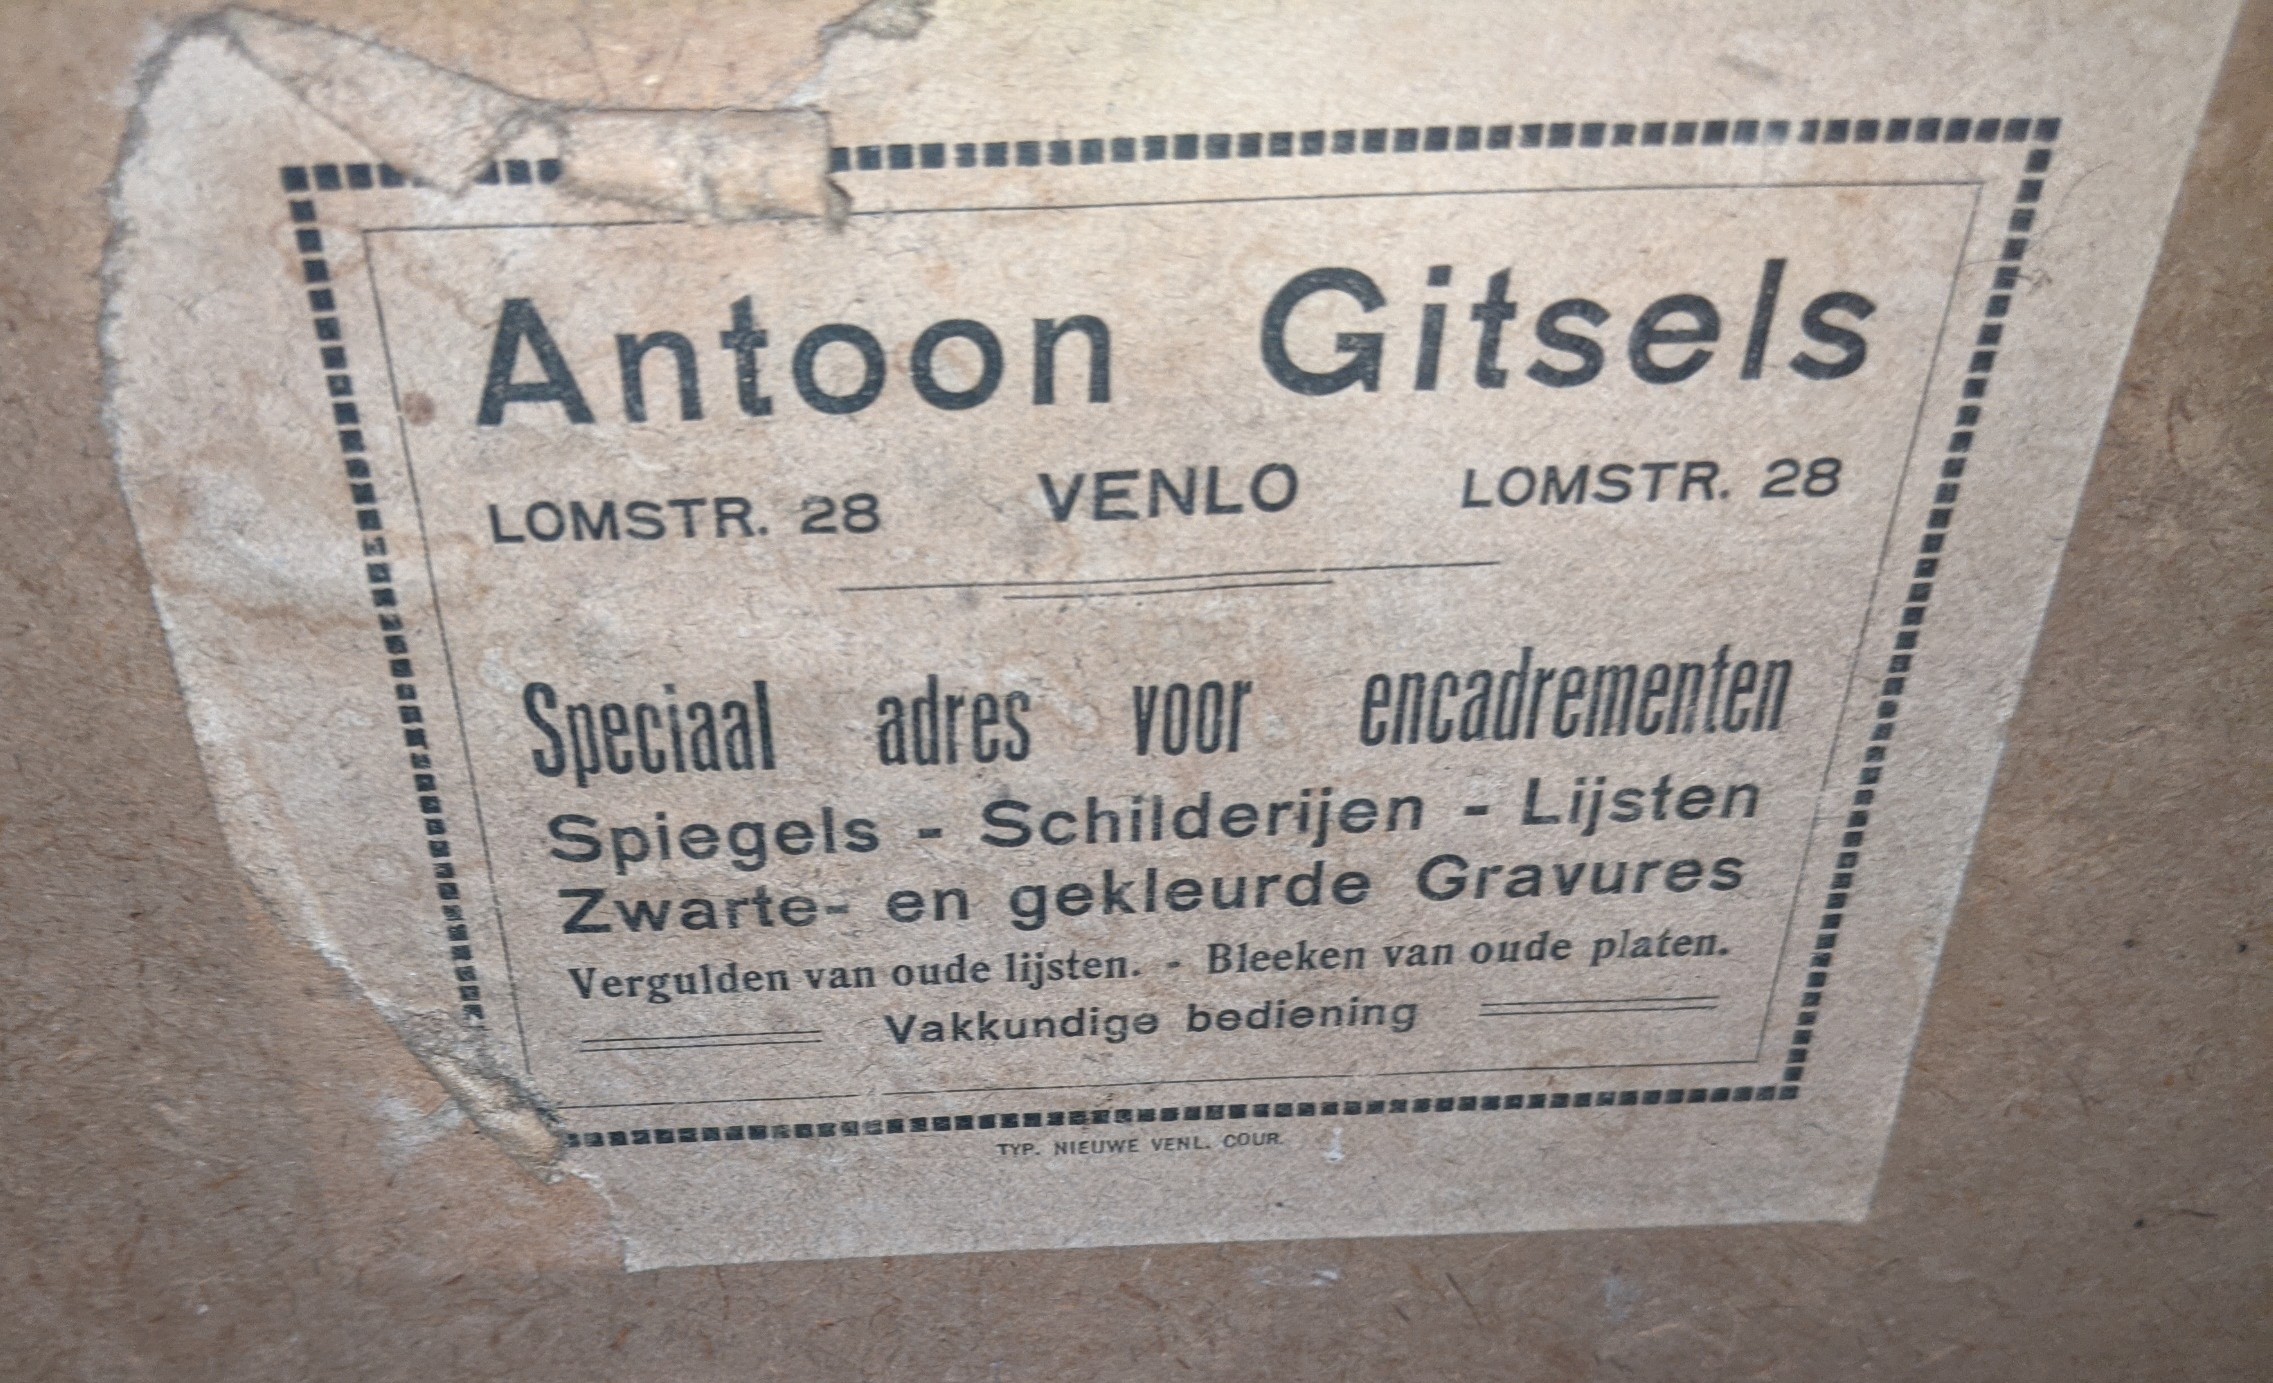 Antoon Gitsels
LOMSTR. 28 VENLO LOMSTR. 28
Speciaal adres voor encadrementen
Spiegels - Schilderijen - Lijsten
Zwarte- en gekleurde Gravures
Vergulden van oude lijsten. - Bleeken van oude platen.
Vakkundige bediening
TYP. NIEUWE VENL. COUR.